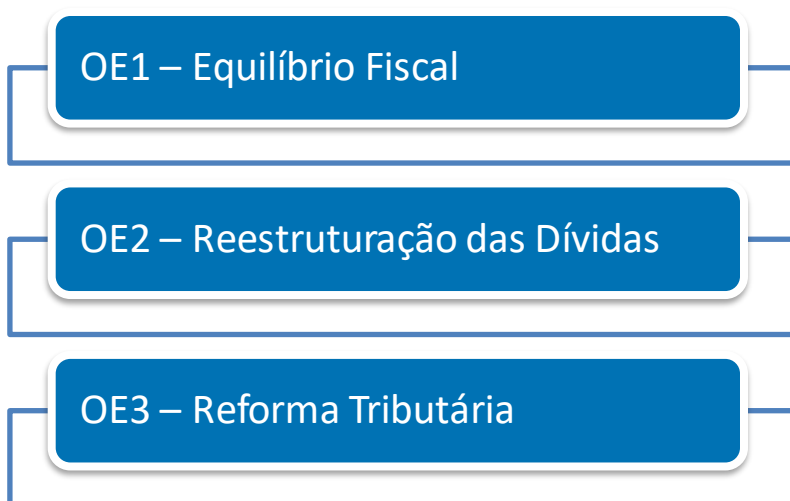 OE1 – Equilíbrio Fiscal
OE2 – Reestruturação das Dívidas
OE3 – Reforma Tributária